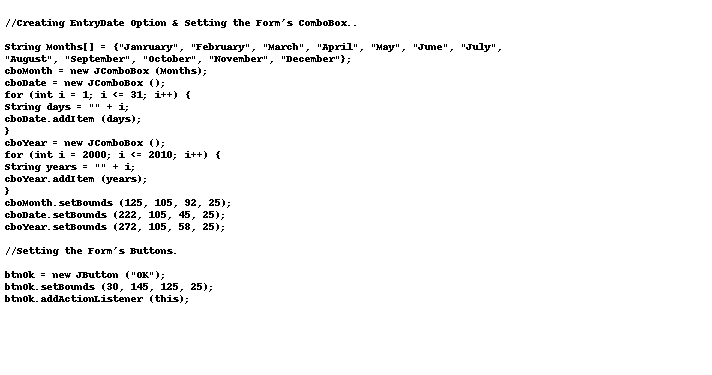 //Creating EntryDate Option & Setting the Form's ComboBox..
String Months[] = {"Janruary", "February", "March", "April", "May", "June", "July",
"August", "September", "October", "November", "December"};
cboMonth = new JComboBox (Months);
cboDate = new JComboBox ();
for (int i = 1; i <= 31; i++) {
String days = "" + i;
cboDate.addItem (days);
}
cboYear = new JComboBox ();
for (int i = 2000; i <= 2010; i++) {
String years = "" + i;
cboYear.addItem (years);
}
cboMonth.setBounds (125, 105, 92, 25);
cboDate.setBounds (222, 105, 45, 25);
cboYear.setBounds (272, 105, 58, 25);
//Setting the Form's Buttons.
btnOk = new JButton ("OK");
btnOk.setBounds (30, 145, 125, 25);
btnOk.addActionListener (this);